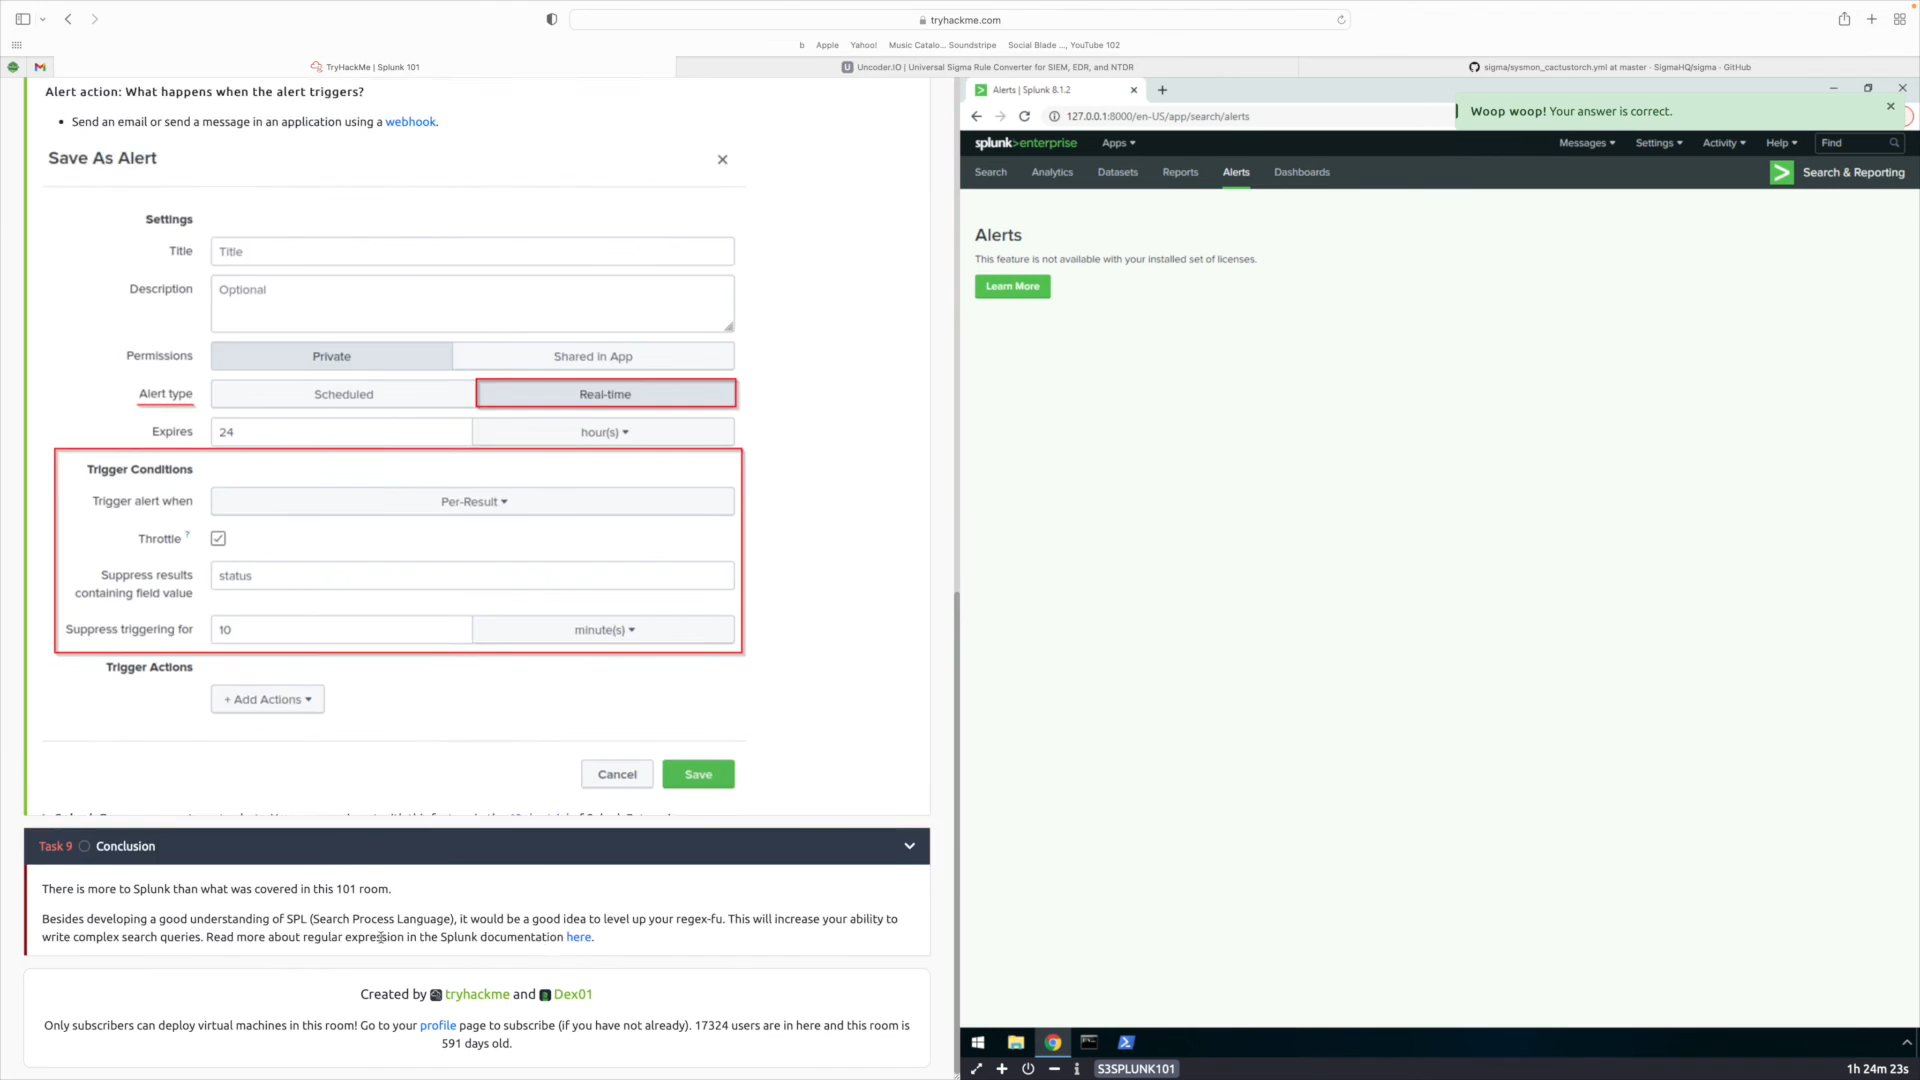 tryhackme.com
b Apple Yahoo! Music Catalo... Soundstripe Social Blade ..., YouTube 102
TryHackMe | Splunk 101
Uncoder.IO | Universal Sigma Rule Converter for SIEM, EDR, and NTDR
sigma/sysmon_cactustorch.yml at master · SigmaHQ/sigma · GitHub
Alert action: What happens when the alert triggers?
• Send an email or send a message in an application using a webhook.
Save As Alert
Settings
Title Title
Description Optional
Permissions Private Shared in App
Alert type Scheduled Real-time
Expires 24 hour(s)
Trigger Conditions
Trigger alert when Per-Result
Throttle ?
Suppress results
containing field value
status
Suppress triggering for 10 minute(s)
Trigger Actions
+ Add Actions
Cancel Save
Task 9 Conclusion
There is more to Splunk than what was covered in this 101 room.
Besides developing a good understanding of SPL (Search Process Language), it would be a good idea to level up your regex-fu. This will increase your ability to
write complex search queries. Read more about regular expression in the Splunk documentation here.
Created by tryhackme and Dex01
Only subscribers can deploy virtual machines in this room! Go to your profile page to subscribe (if you have not already). 17324 users are in here and this room is
591 days old.
Alerts | Splunk 8.1.2
127.0.0.1:8000/en-US/app/search/alerts
Woop woop! Your answer is correct.
splunk>enterprise Apps Messages Settings Activity Help Find
Search Analytics Datasets Reports Alerts Dashboards Search & Reporting
Alerts
This feature is not available with your installed set of licenses.
Learn More
S3SPLUNK101
1h 24m 23s